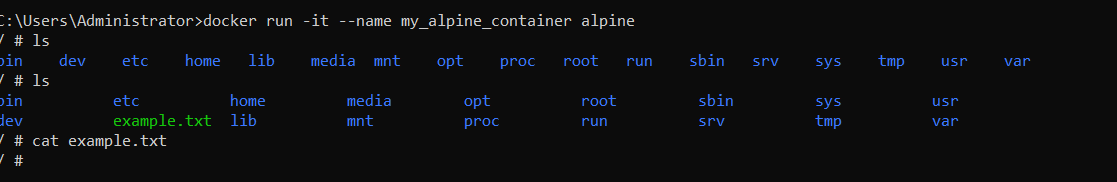 C:\Users\Administrator>docker run -it --name my_alpine_container alpine
/ # ls
bin    dev    etc    home    lib    media  mnt    opt    proc   root   run    sbin   srv    sys    tmp    usr    var
/ # ls
bin          etc          home         media        opt          root         sbin         sys          usr
dev          example.txt  lib          mnt          proc         run          srv          tmp          var
/ # cat example.txt
/ #